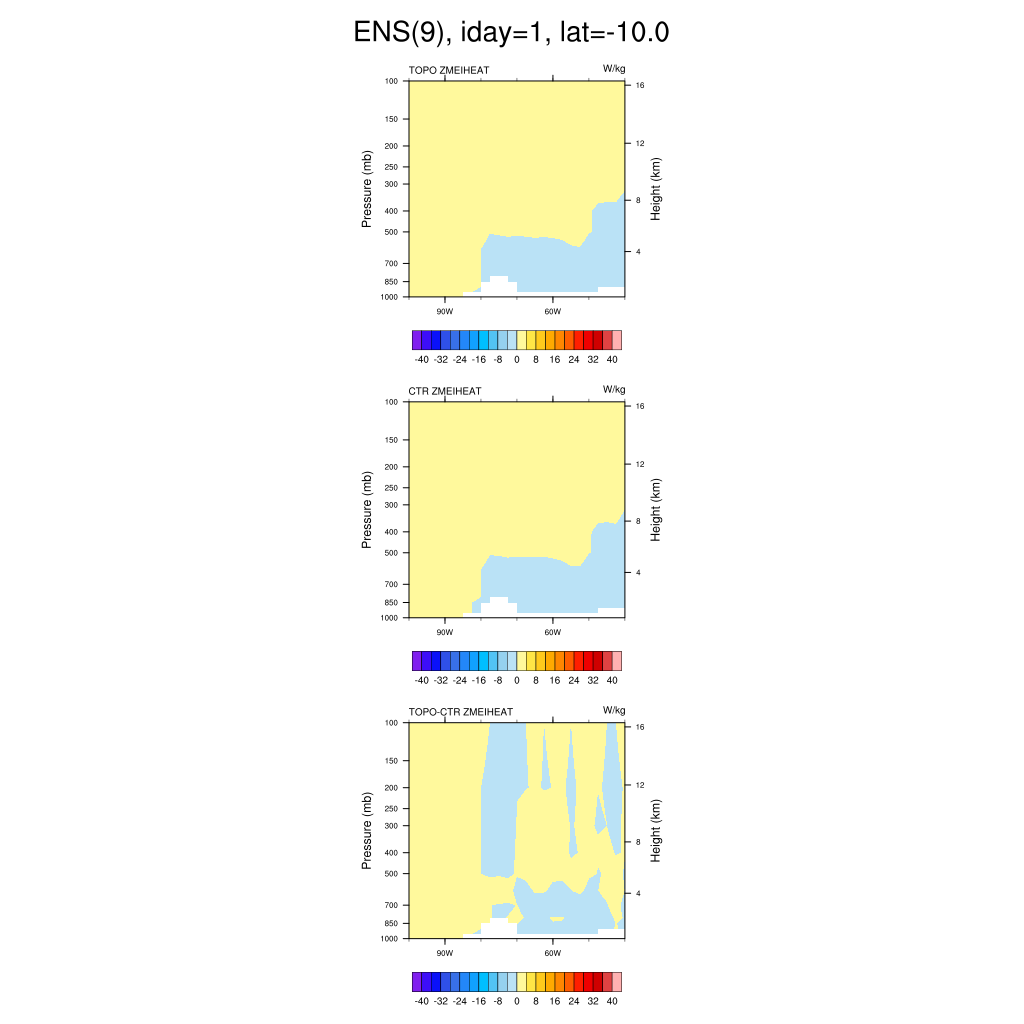 ENS(9), iday=1, lat=-10.0
TOPO ZMEIHEAT W/kg
Pressure (mb)
100
150
200
250
300
400
500
700
850
1000
16
12
8
4
Height (km)
90W 60W
-40 -32 -24 -16 -8 0 8 16 24 32 40
CTR ZMEIHEAT W/kg
Pressure (mb)
100
150
200
250
300
400
500
700
850
1000
16
12
8
4
Height (km)
90W 60W
-40 -32 -24 -16 -8 0 8 16 24 32 40
TOPO-CTR ZMEIHEAT W/kg
Pressure (mb)
100
150
200
250
300
400
500
700
850
1000
16
12
8
4
Height (km)
90W 60W
-40 -32 -24 -16 -8 0 8 16 24 32 40